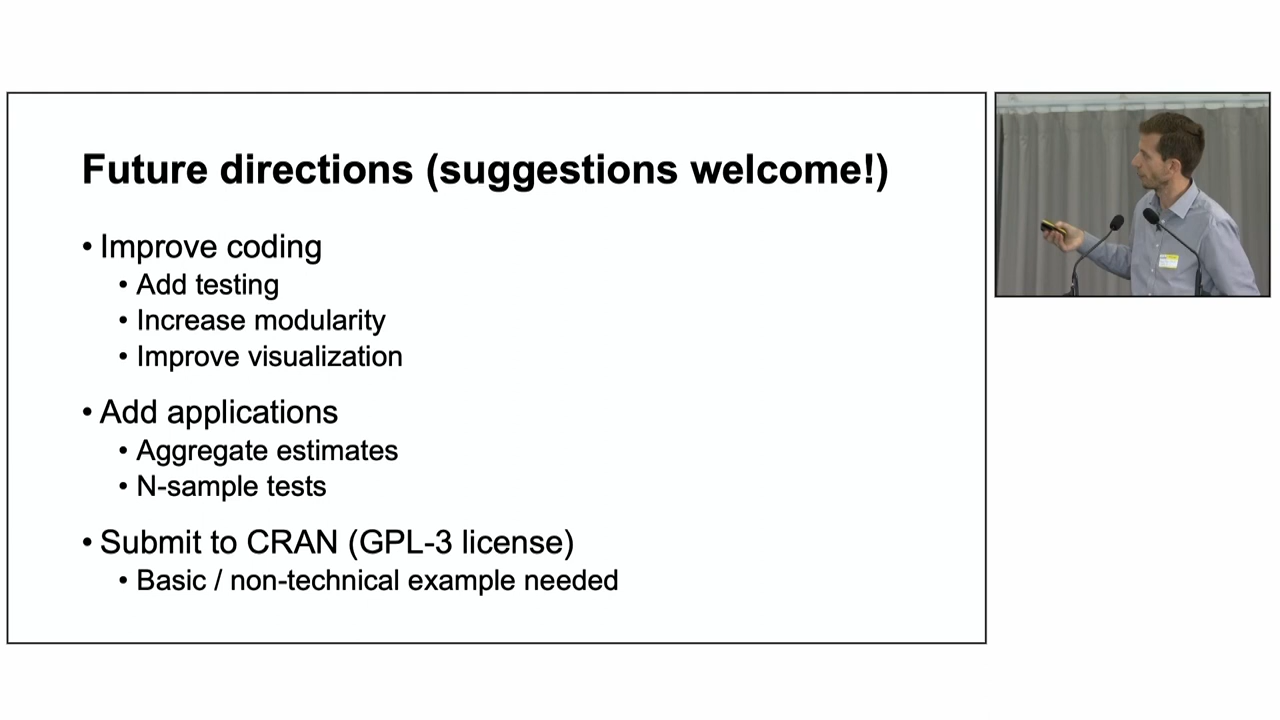 Future directions (suggestions welcome!)
• Improve coding
• Add testing
• Increase modularity
• Improve visualization
• Add applications
• Aggregate estimates
• N-sample tests
• Submit to CRAN (GPL-3 license)
• Basic / non-technical example needed